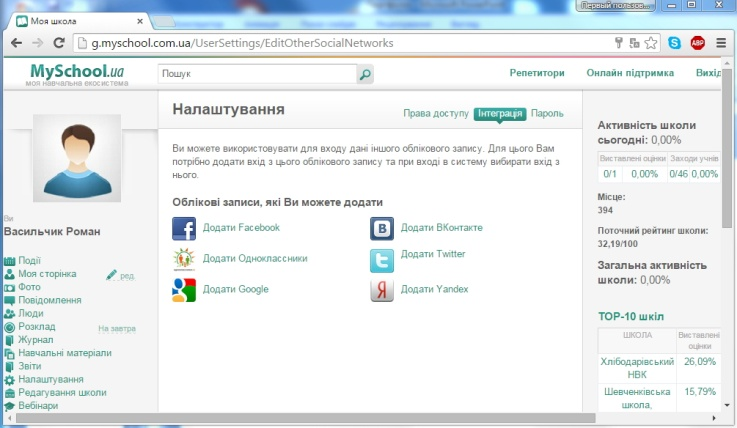 Первый пользов...
Моя школа
g.myschool.com.ua/UserSettings/EditOtherSocialNetworks
ABP
MySchool.ua
моя навчальна екосистема
Пошук
Репетитори
Онлайн підтримка
Вихід
Налаштування
Права доступу
Інтеграція
Пароль
Ви можете використовувати для входу дані іншого облікового запису. Для цього Вам
потрібно додати вхід з цього облікового запису та при вході в систему вибирати вхід з
нього.
Облікові записи, які Ви можете додати
Додати Facebook
Додати ВКонтакте
Додати Одноклассники
Додати Twitter
Додати Google
Додати Yandex
Ви
Васильчик Роман
Події
Моя сторінка
ред.
Фото
Повідомлення
Люди
Розклад
На завтра
Журнал
Навчальні матеріали
Звіти
Налаштування
Редагування школи
Вебінари
Активність школи
сьогодні: 0,00%
Виставлені оцінки
Заходи учнів
0/1
0,00%
0/46
0,00%
Місце:
394
Поточний рейтинг школи:
32,19/100
Загальна активність
школи: 0,00%
TOP-10 шкіл
ШКОЛА
Виставлені
оцінки
Хлібодарівський
НВК
26,09%
Шевченківська
школа,
15,79%